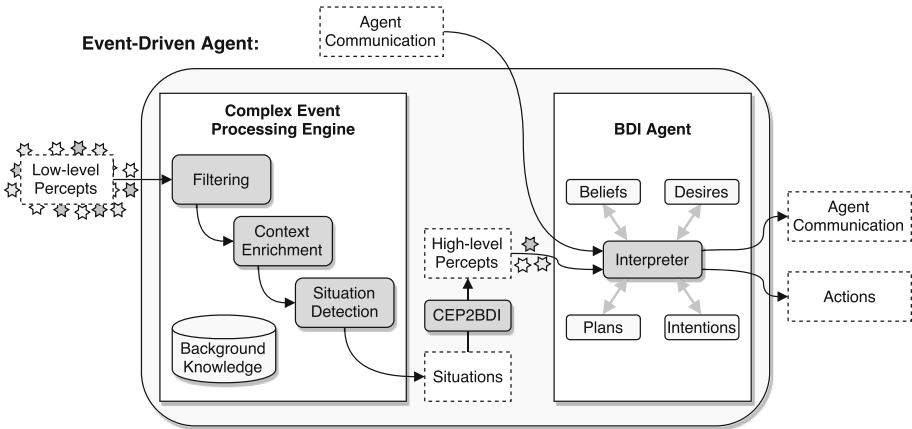 Event-Driven Agent:
Agent
Communication
Complex Event
Processing Engine
BDI Agent
Low-level
Percepts
Filtering
Context
Enrichment
Situation
Detection
Background
Knowledge
High-level
Percepts
CEP2BDI
Situations
Beliefs
Desires
Interpreter
Plans
Intentions
Agent
Communication
Actions